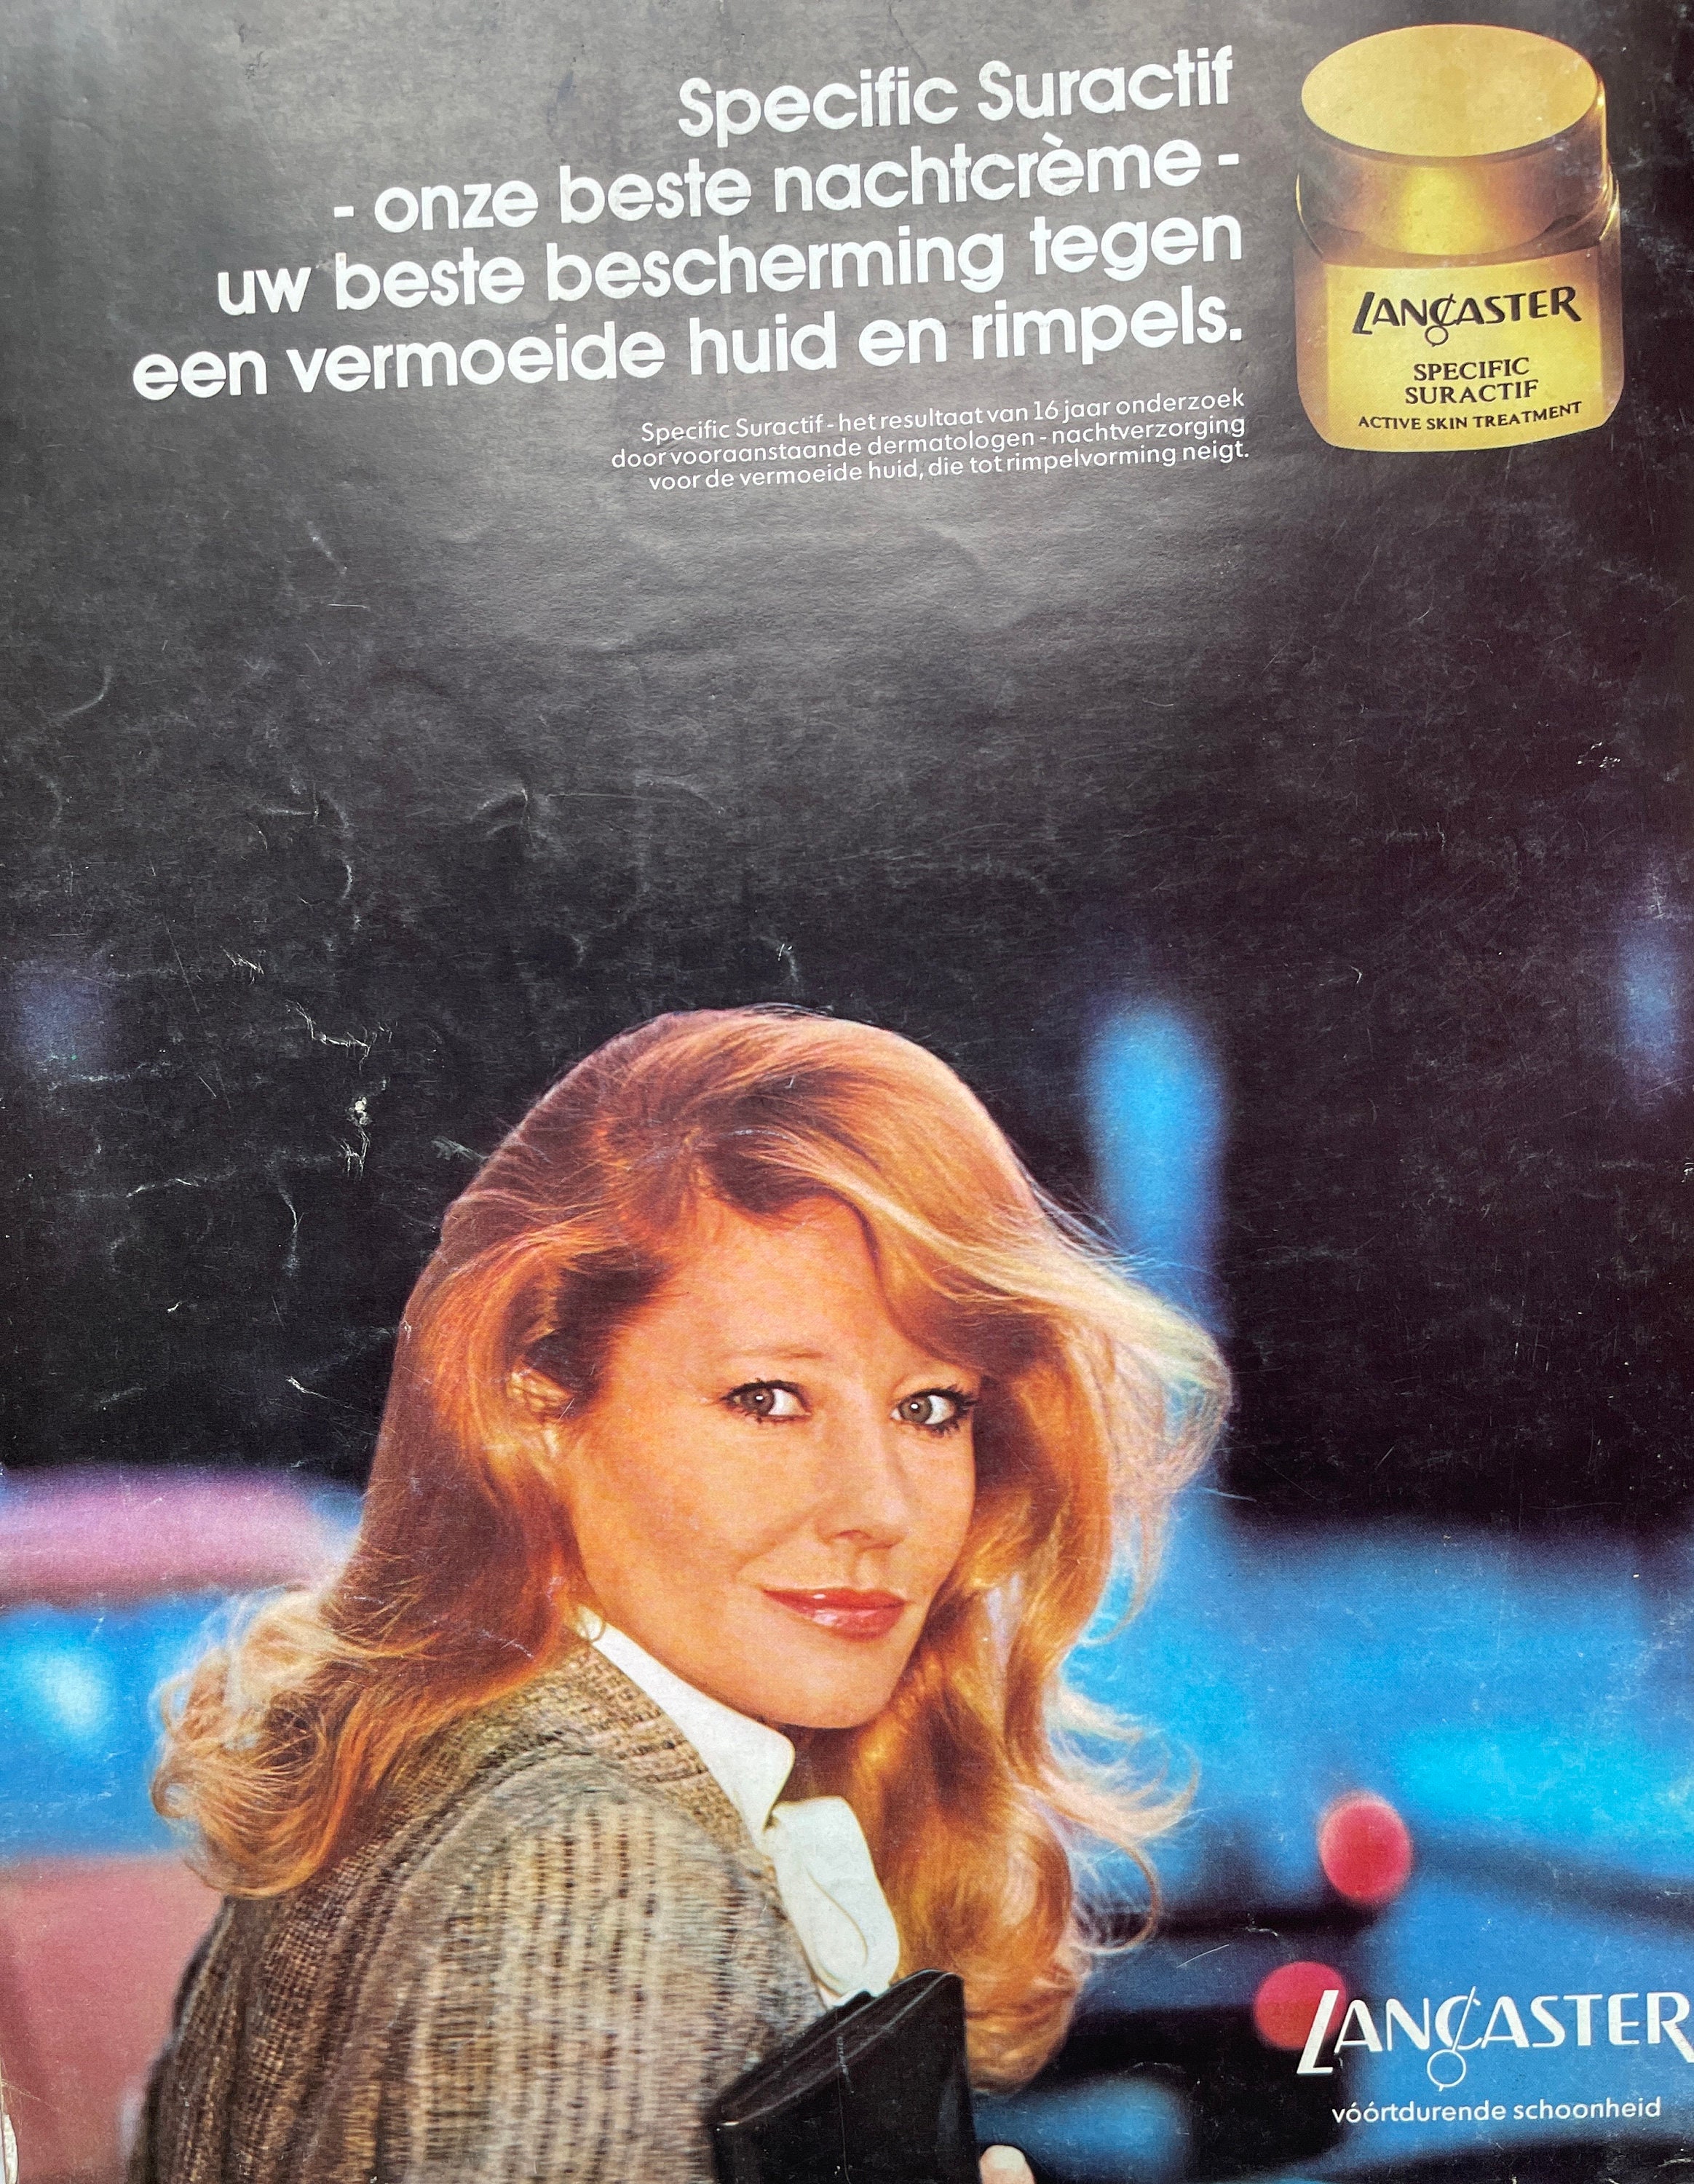 Specific Suractif
- onze beste nachtcrème -
uw beste bescherming tegen
een vermoeide huid en rimpels.
Specific Suractif - het resultaat van 16 jaar onderzoek
door vooraanstaande dermatologen - nachtverzorging
voor de vermoeide huid, die tot rimpelvorming neigt.
LANCASTER
SPECIFIC
SURACTIF
ACTIVE SKIN TREATMENT
LANCASTER
vóórtdurende schoonheid